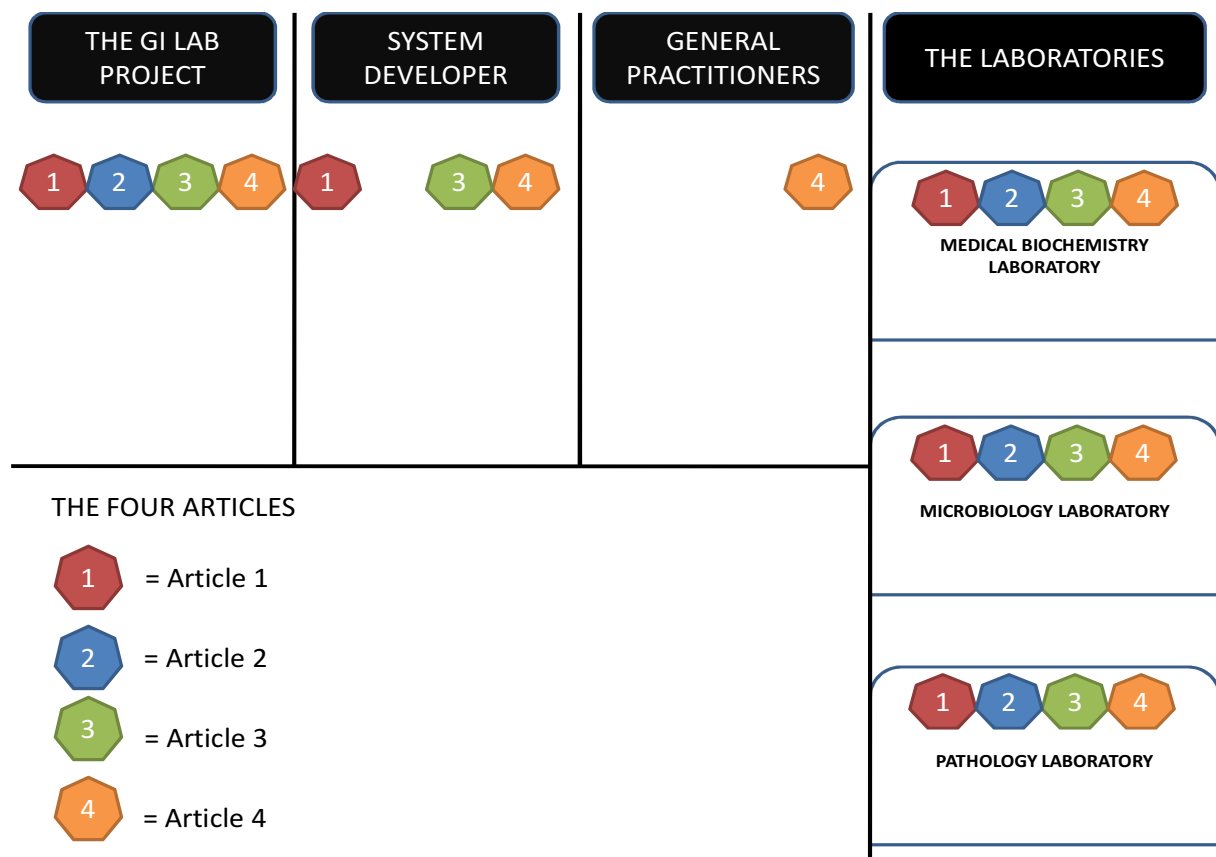 THE GI LAB
PROJECT
SYSTEM
DEVELOPER
GENERAL
PRACTITIONERS
THE LABORATORIES
1 2 3 4
1 3 4
4
1 2 3 4
MEDICAL BIOCHEMISTRY
LABORATORY
1 2 3 4
MICROBIOLOGY LABORATORY
1 2 3 4
PATHOLOGY LABORATORY
THE FOUR ARTICLES
1 = Article 1
2 = Article 2
3 = Article 3
4 = Article 4